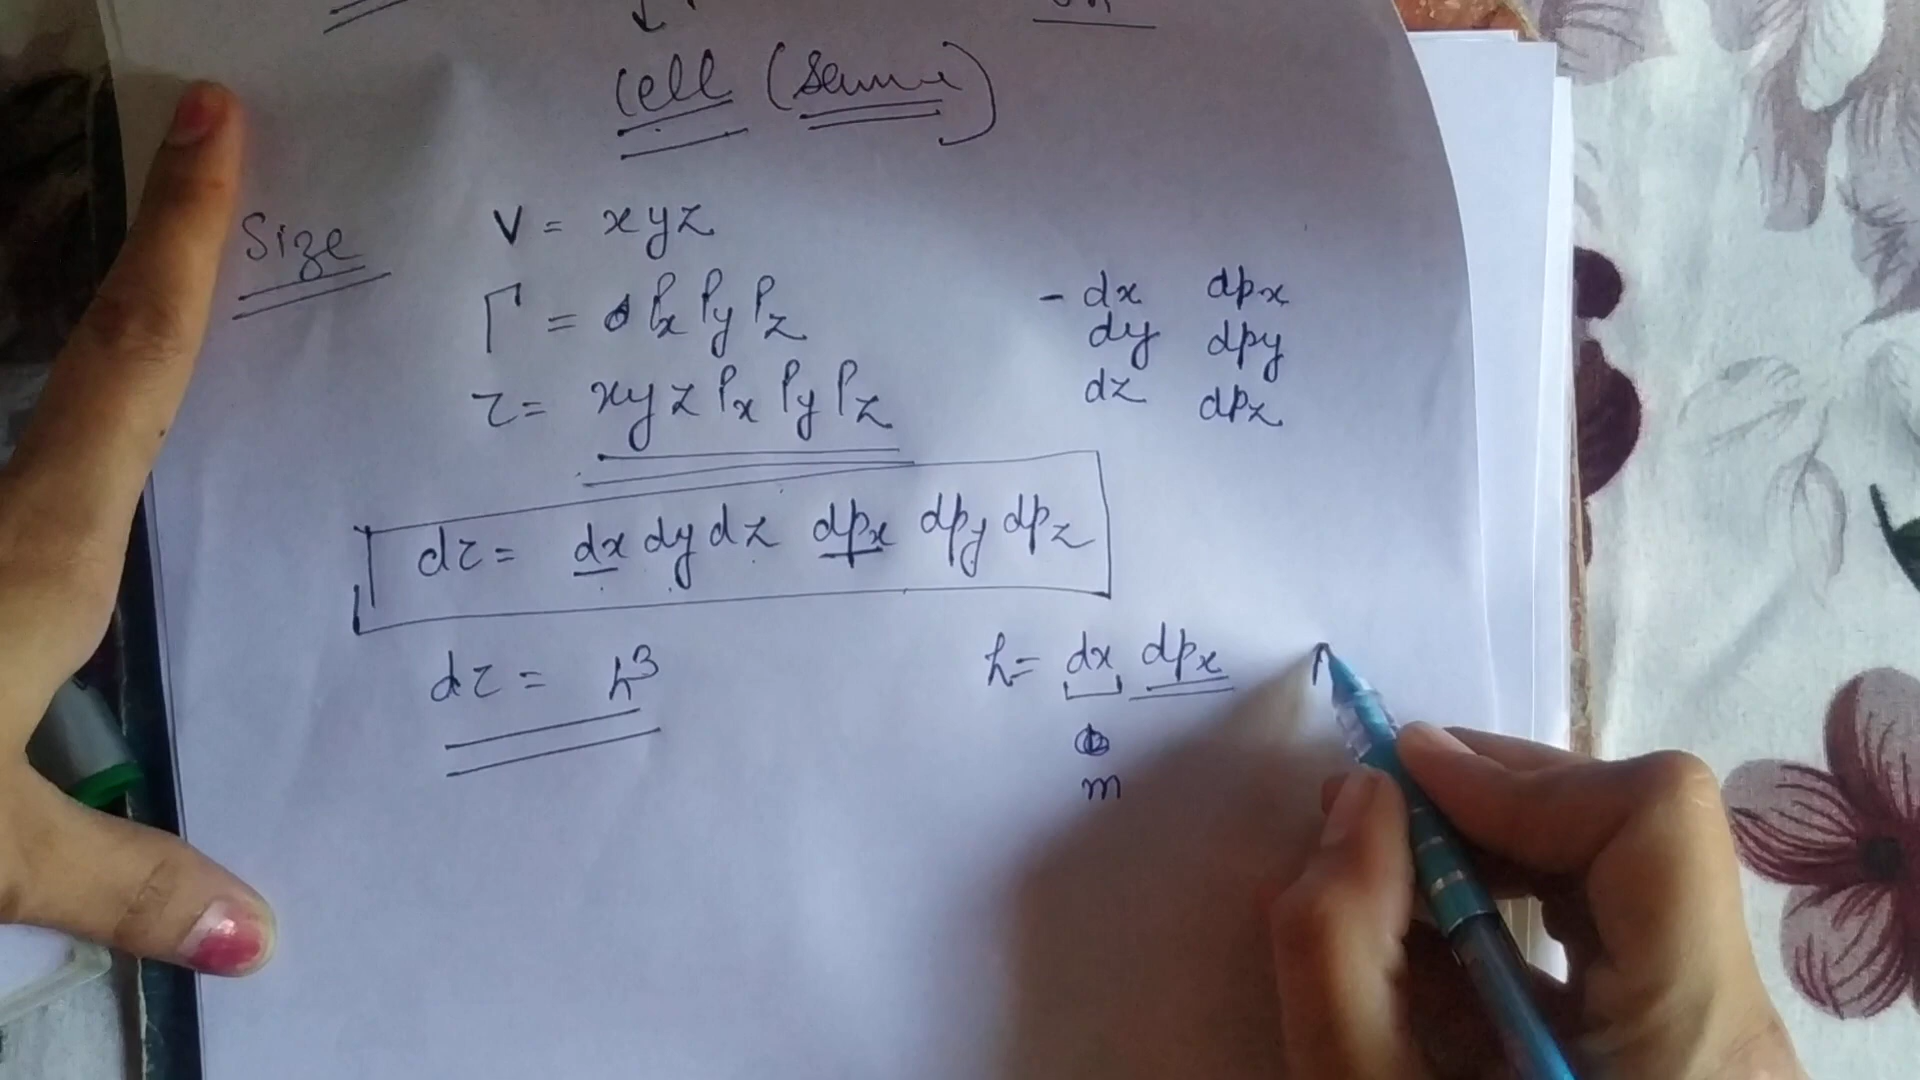 Cell (same)
Size
V = xyz
Γ = Px Py Pz
τ = xyz Px Py Pz
- dx dpx
dy dpy
dz dpz
dτ = dx dy dz dpx dpy dpz
dτ = h³
h = dx dpx
m